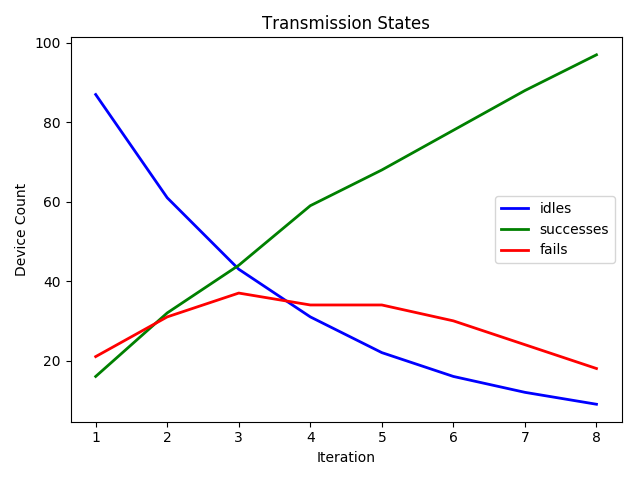 Transmission States
100
80
60
40
20
Device Count
idles
successes
fails
1 2 3 4 5 6 7 8
Iteration